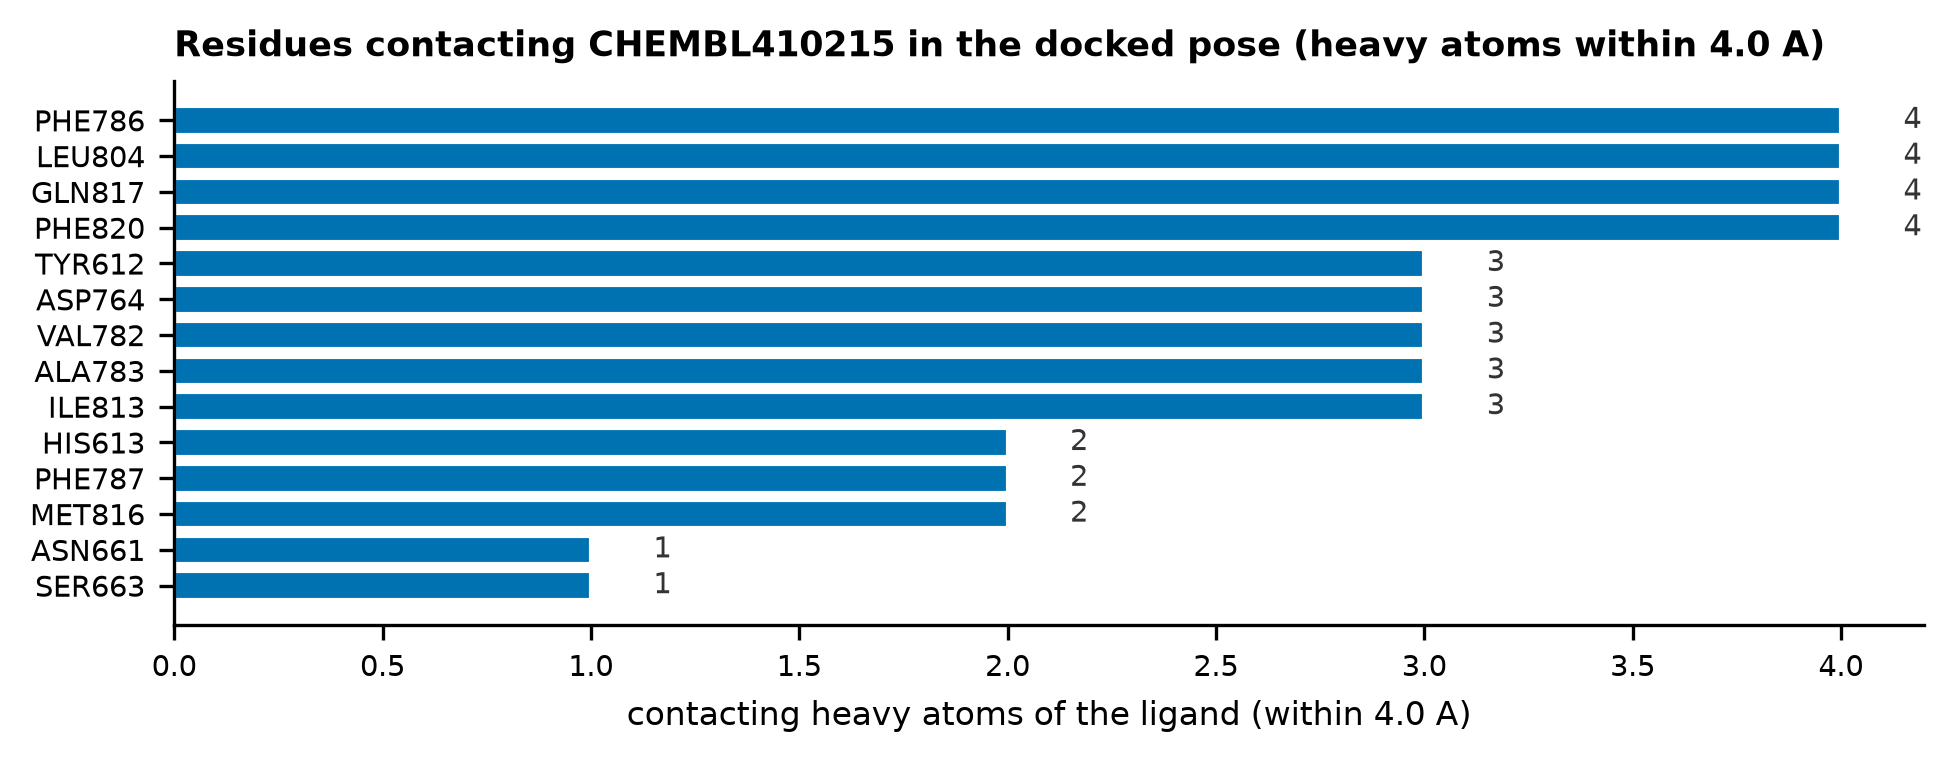 Residues contacting CHEMBL410215 in the docked pose (heavy atoms within 4.0 A)
PHE786 4
LEU804 4
GLN817 4
PHE820 4
TYR612 3
ASP764 3
VAL782 3
ALA783 3
ILE813 3
HIS613 2
PHE787 2
MET816 2
ASN661 1
SER663 1
0.0 0.5 1.0 1.5 2.0 2.5 3.0 3.5 4.0
contacting heavy atoms of the ligand (within 4.0 A)